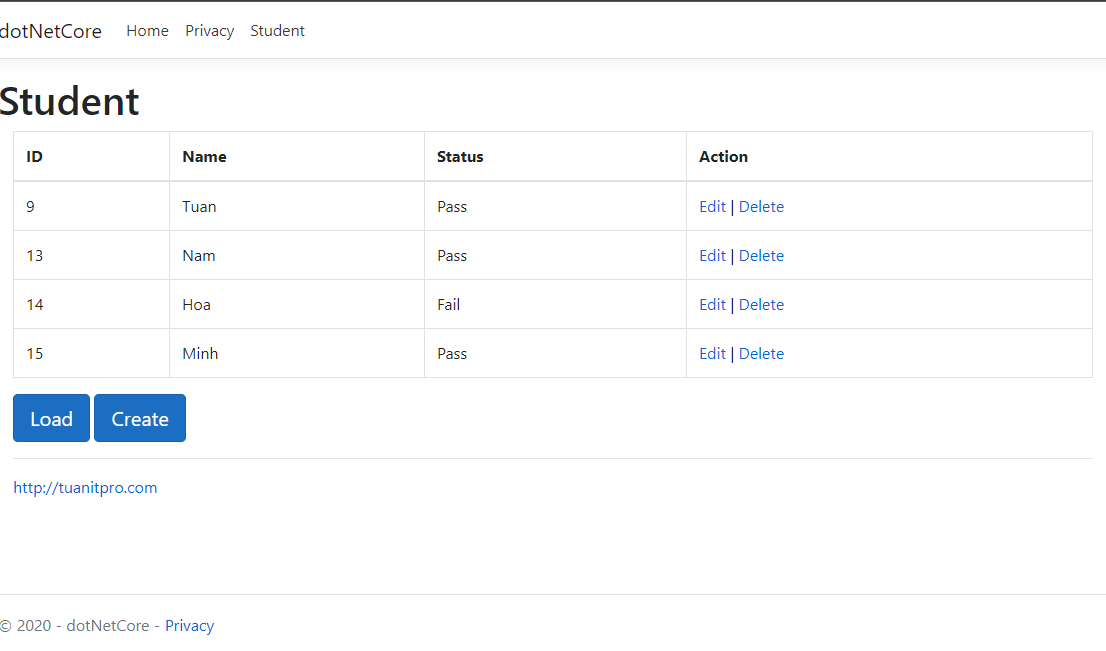 dotNetCore Home Privacy Student
Student
ID Name Status Action
9 Tuan Pass Edit | Delete
13 Nam Pass Edit | Delete
14 Hoa Fail Edit | Delete
15 Minh Pass Edit | Delete
Load Create
http://tuanitpro.com
© 2020 - dotNetCore - Privacy